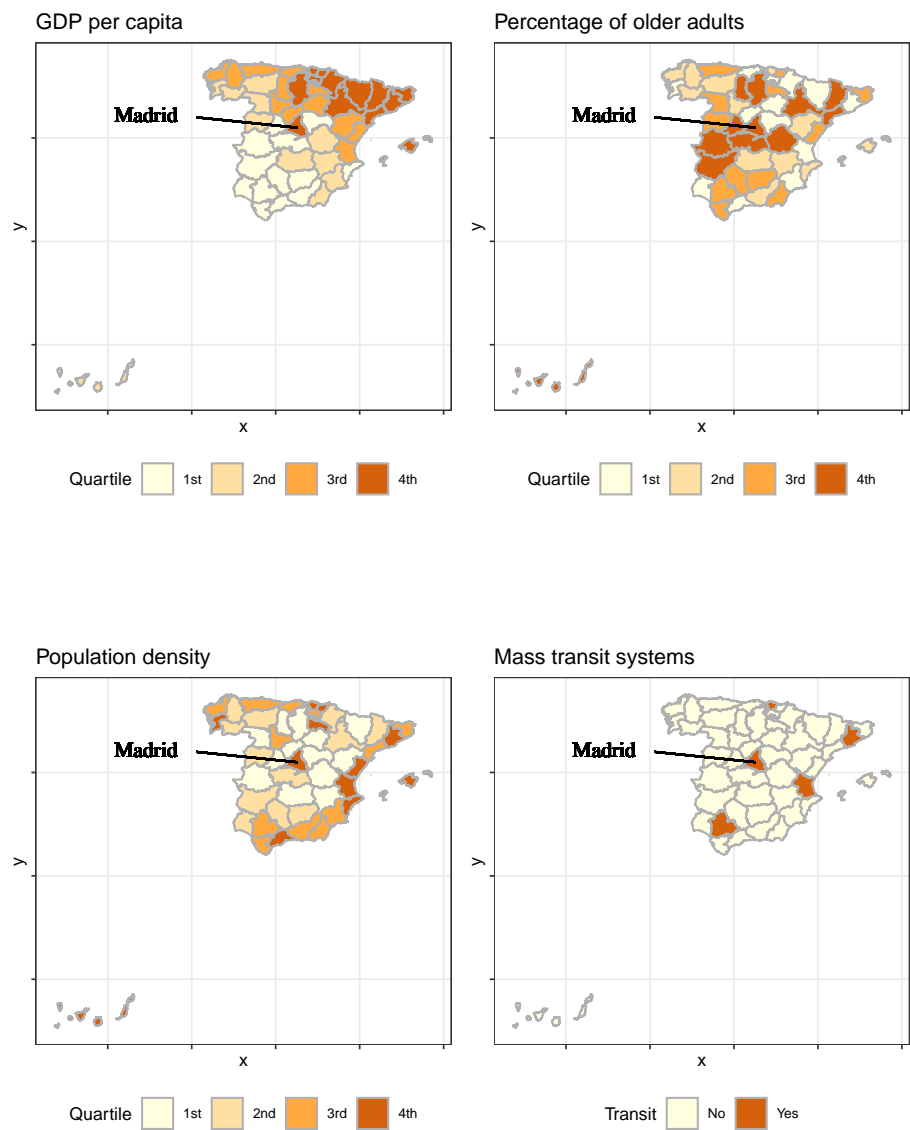 GDP per capita
Percentage of older adults
Madrid
Madrid
y
y
x
x
Quartile 1st 2nd 3rd 4th
Quartile 1st 2nd 3rd 4th
Population density
Mass transit systems
Madrid
Madrid
y
y
x
x
Quartile 1st 2nd 3rd 4th
Transit No Yes